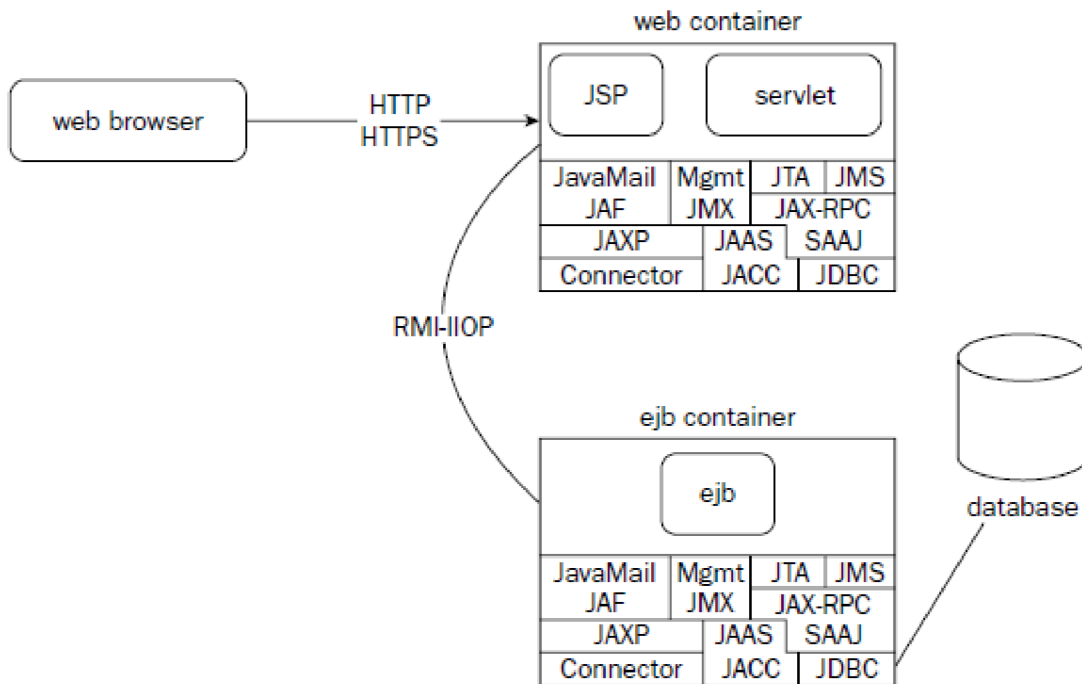 web container
JSP
servlet
web browser
HTTP
HTTPS
JavaMail Mgmt JTA JMS
JAF JMX JAX-RPC
JAXP JAAS SAAJ
Connector JACC JDBC
RMI-IIOP
ejb container
ejb
database
JavaMail Mgmt JTA JMS
JAF JMX JAX-RPC
JAXP JAAS SAAJ
Connector JACC JDBC